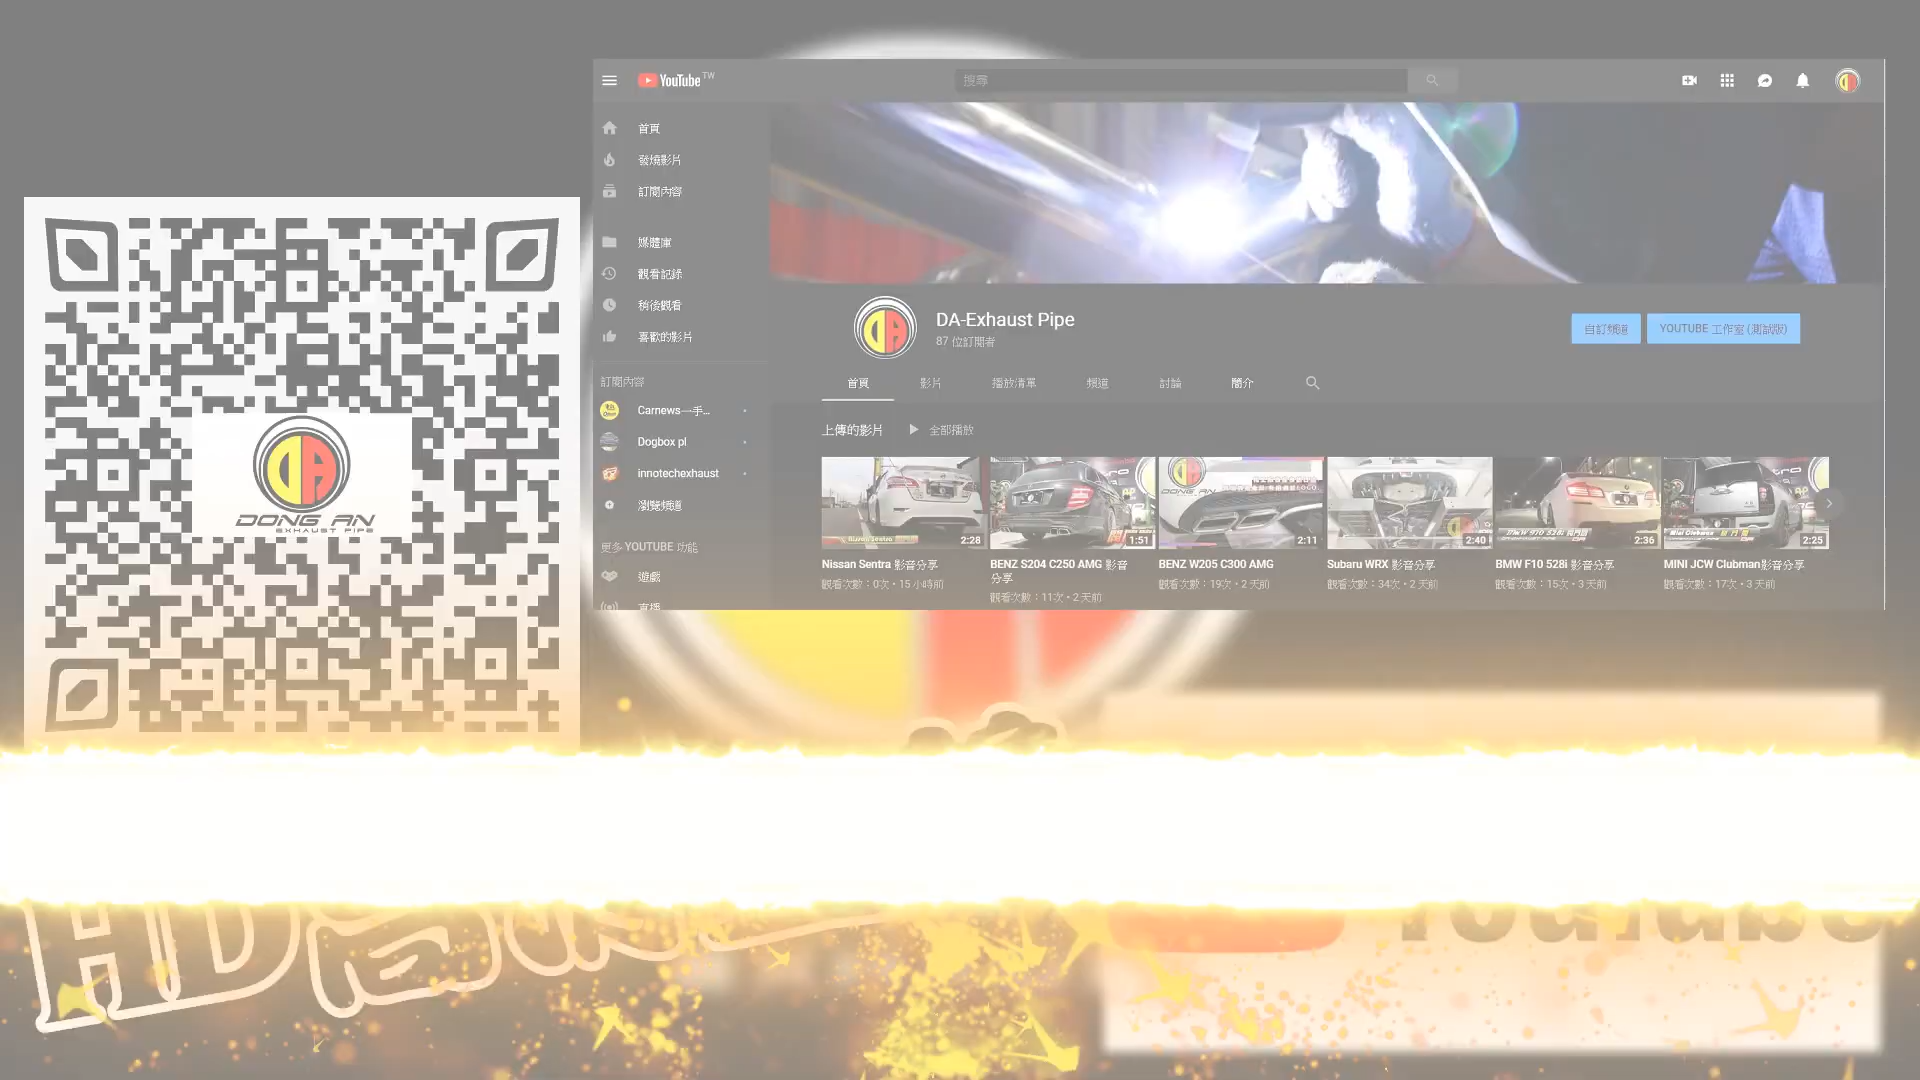 YouTube TW
搜尋
首頁
發燒影片
訂閱內容
媒體庫
觀看記錄
稍後觀看
喜歡的影片
訂閱內容
Carnews一手...
Dogbox pl
innotechexhaust
瀏覽頻道
更多 YOUTUBE 功能
遊戲
直播
DA-Exhaust Pipe
87 位訂閱者
自訂頻道
YOUTUBE 工作室 (測試版)
首頁 影片 播放清單 頻道 討論 簡介
上傳的影片 全部播放
2:28 1:51 2:11 2:40 2:36 2:25
Nissan Sentra 影音分享
觀看次數：0次 • 15 小時前
BENZ S204 C250 AMG 影音
分享
觀看次數：11次 • 2 天前
BENZ W205 C300 AMG
觀看次數：19次 • 2 天前
Subaru WRX 影音分享
觀看次數：34次 • 2 天前
BMW F10 528i 影音分享
觀看次數：15次 • 3 天前
MINI JCW Clubman影音分享
觀看次數：17次 • 3 天前
DA
DONG AN
EXHAUST PIPE
YouTube